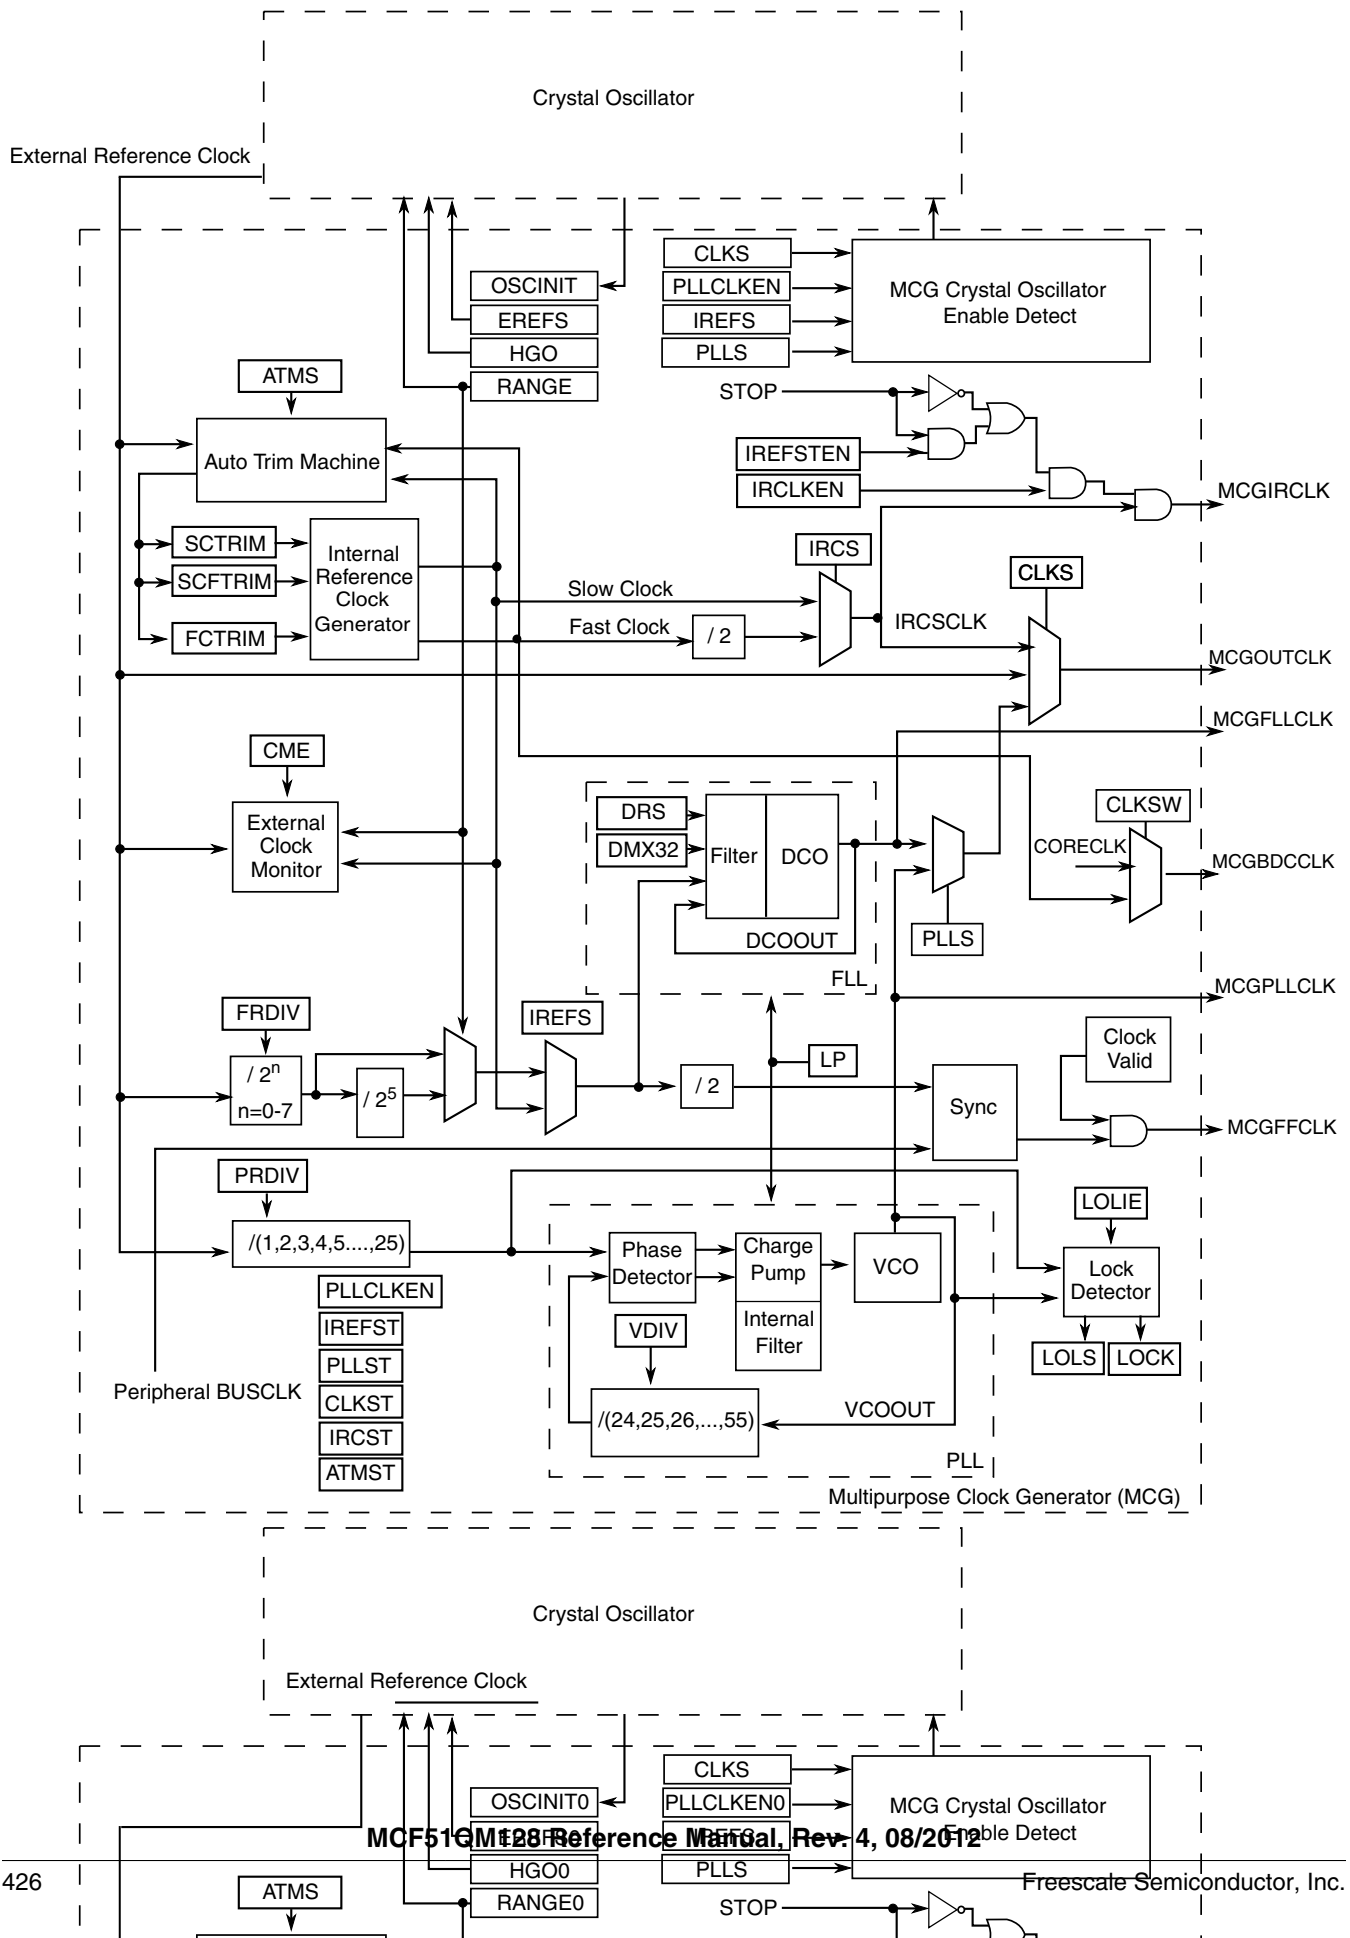 Crystal Oscillator
External Reference Clock
OSCINIT
EREFS
HGO
RANGE
CLKS
PLLCLKEN
IREFS
PLLS
MCG Crystal Oscillator
Enable Detect
STOP
IREFSTEN
IRCLKEN
MCGIRCLK
ATMS
Auto Trim Machine
SCTRIM
SCFTRIM
FCTRIM
Internal
Reference
Clock
Generator
Slow Clock
Fast Clock
/ 2
IRCS
IRCSCLK
CLKS
MCGOUTCLK
MCGFLLCLK
CME
External
Clock
Monitor
DRS
DMX32
Filter
DCO
DCOOUT
FLL
PLLS
CLKSW
CORECLK
MCGBDCCLK
MCGPLLCLK
FRDIV
/ 2n
n=0-7
/ 25
IREFS
LP
/ 2
Sync
Clock
Valid
MCGFFCLK
PRDIV
/(1,2,3,4,5....,25)
Phase
Detector
Charge
Pump
Internal
Filter
VCO
VDIV
/(24,25,26,...,55)
VCOOUT
PLL
LOLIE
Lock
Detector
LOLS
LOCK
PLLCLKEN
IREFST
PLLST
CLKST
IRCST
ATMST
Peripheral BUSCLK
Multipurpose Clock Generator (MCG)
Crystal Oscillator
External Reference Clock
OSCINIT0
EREFS0
HGO0
RANGE0
CLKS
PLLCLKEN0
IREFS
PLLS
MCG Crystal Oscillator
Enable Detect
MCF51QM128 Reference Manual, Rev. 4, 08/2012
426
Freescale Semiconductor, Inc.
ATMS
STOP